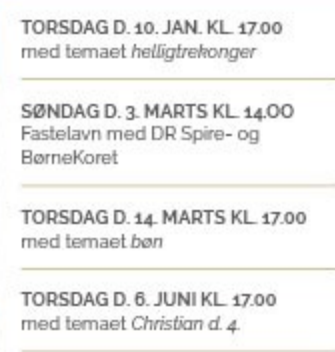 TORSDAG D. 10. JAN. KL. 17.00
med temaet helligtrekonger
SØNDAG D. 3. MARTS KL. 14.00
Fastelavn med DR Spire- og
BørneKoret
TORSDAG D. 14. MARTS KL. 17.00
med temaet bøn
TORSDAG D. 6. JUNI KL. 17.00
med temaet Christian d. 4.